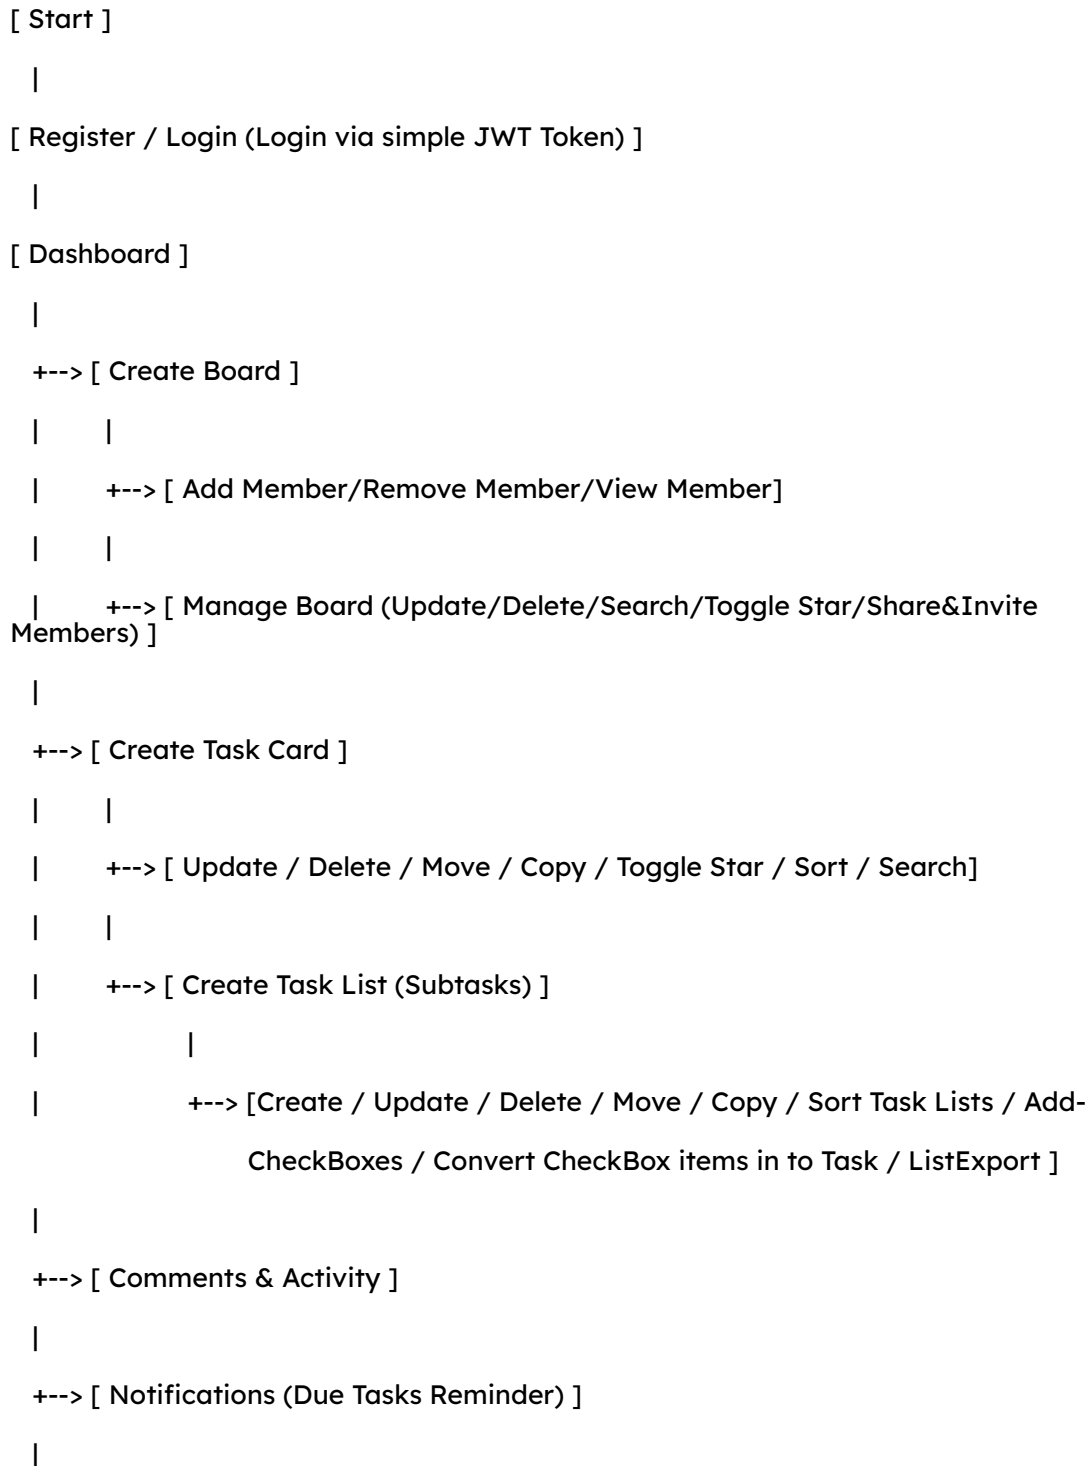 [ Start ]
|
[ Register / Login (Login via simple JWT Token) ]
|
[ Dashboard ]
|
+--> [ Create Board ]
| |
| +--> [ Add Member/Remove Member/View Member]
| |
| +--> [ Manage Board (Update/Delete/Search/Toggle Star/Share&Invite
Members) ]
|
+--> [ Create Task Card ]
| |
| +--> [ Update / Delete / Move / Copy / Toggle Star / Sort / Search]
| |
| +--> [ Create Task List (Subtasks) ]
| |
| +--> [Create / Update / Delete / Move / Copy / Sort Task Lists / Add-
CheckBoxes / Convert CheckBox items in to Task / ListExport ]
|
+--> [ Comments & Activity ]
|
+--> [ Notifications (Due Tasks Reminder) ]
|